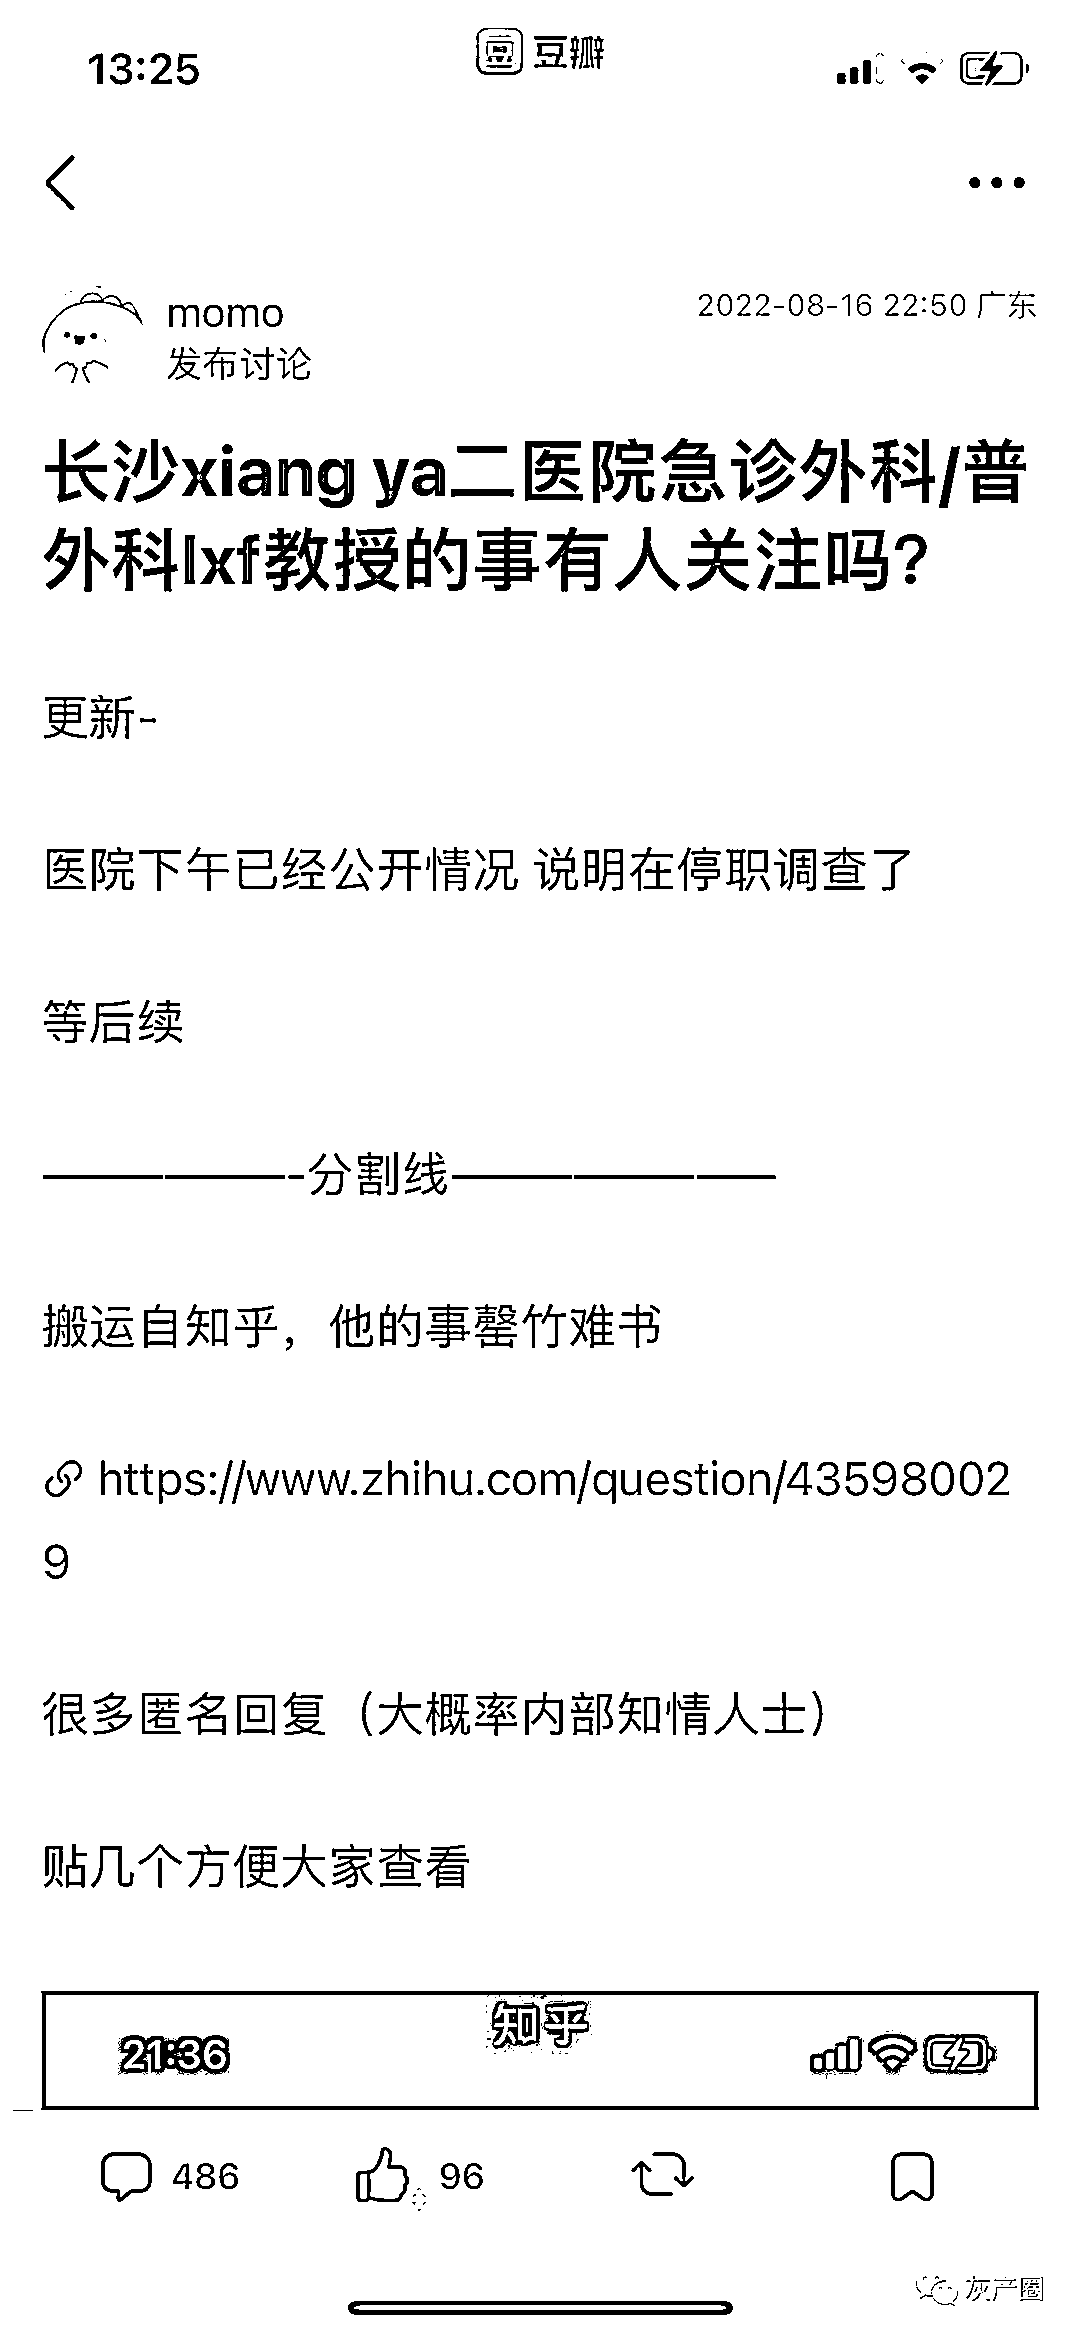 13:25
豆瓣
momo
2022-08-16 22:50 广东
发布讨论
长沙xiang ya二医院急诊外科/普
外科lxf教授的事有人关注吗?
更新-
医院下午已经公开情况 说明在停职调查了
等后续
——————-分割线————————
搬运自知乎，他的事罄竹难书
https://www.zhihu.com/question/43598002
9
很多匿名回复（大概率内部知情人士）
贴几个方便大家查看
知乎
21:36
486
96
灰产圈